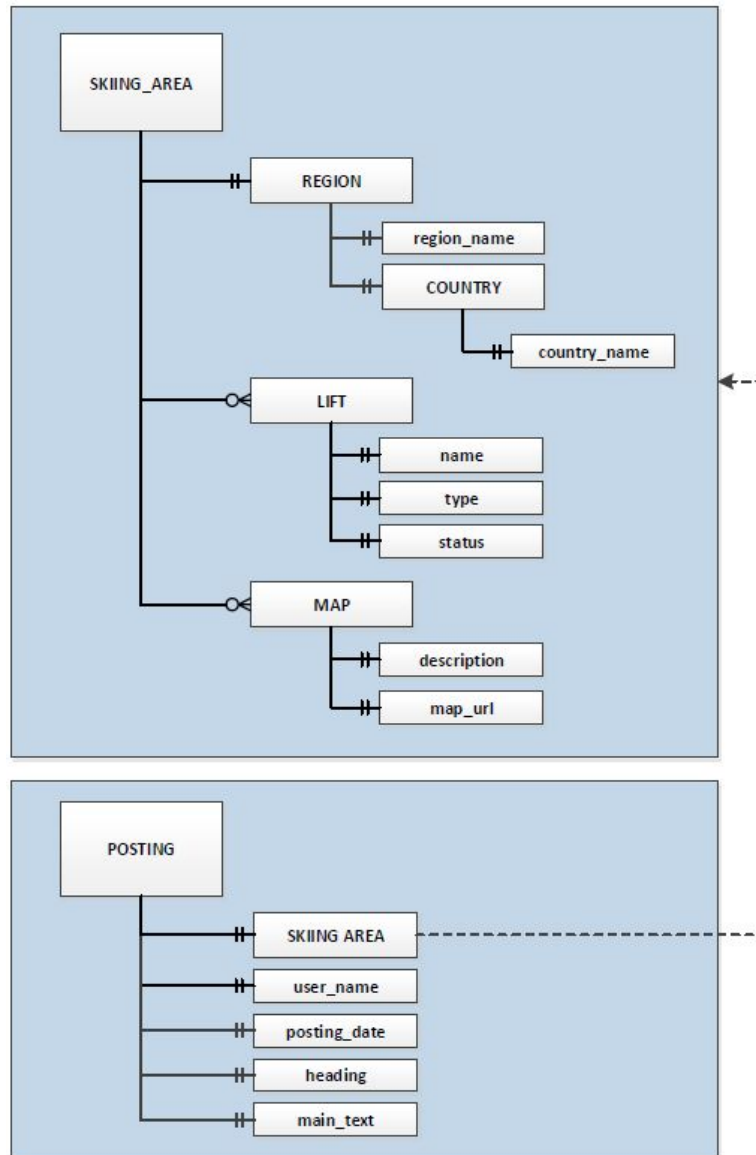 SKIING_AREA
REGION
region_name
COUNTRY
country_name
LIFT
name
type
status
MAP
description
map_url
POSTING
SKIING AREA
user_name
posting_date
heading
main_text